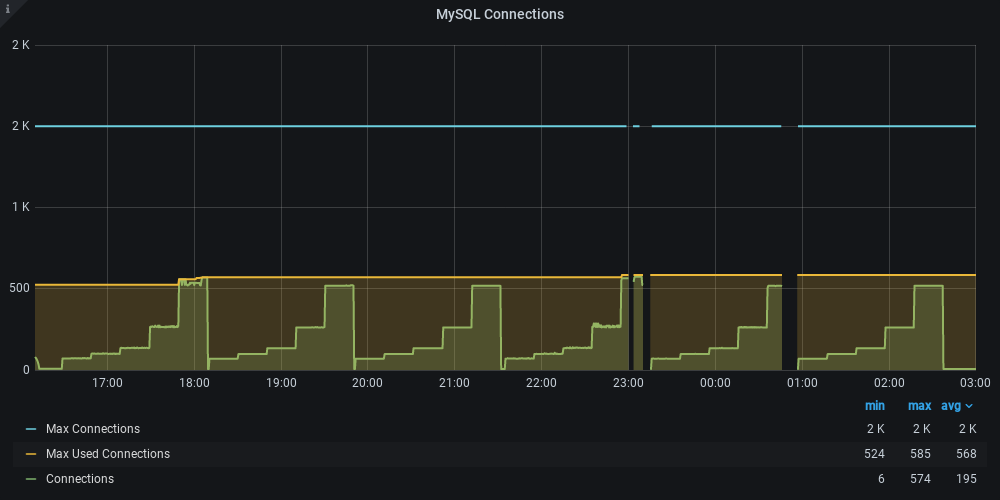 i
MySQL Connections
2 K
2 K
1 K
500
0
17:00 18:00 19:00 20:00 21:00 22:00 23:00 00:00 01:00 02:00 03:00
min max avg
Max Connections 2 K 2 K 2 K
Max Used Connections 524 585 568
Connections 6 574 195